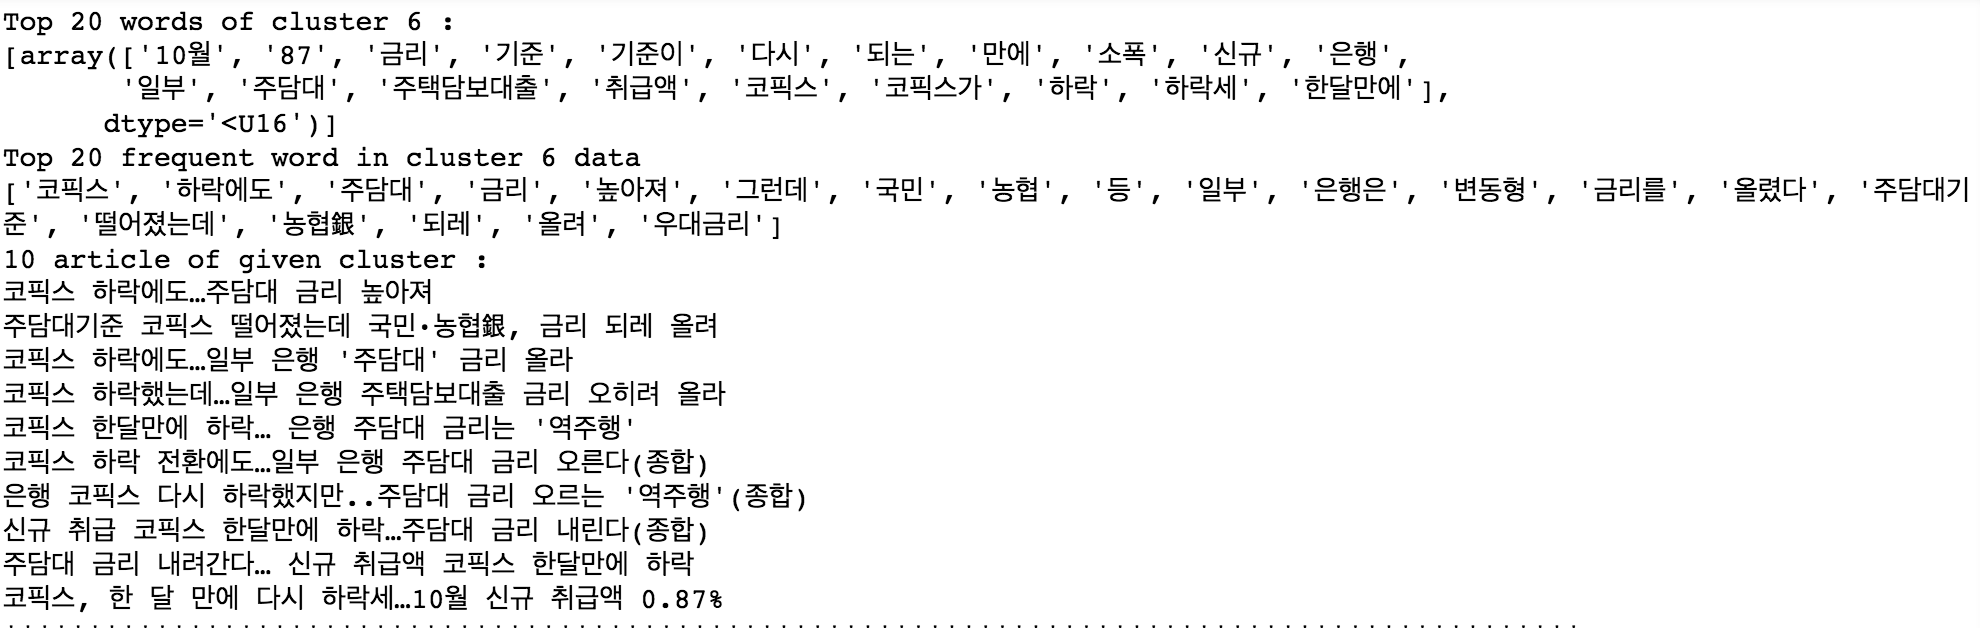 Top 20 words of cluster 6 :
[array(['10월', '87', '금리', '기준', '기준이', '다시', '되는', '만에', '소폭', '신규', '은행',
'일부', '주담대', '주택담보대출', '취급액', '코픽스', '코픽스가', '하락', '하락세', '한달만에'],
dtype='<U16')]
Top 20 frequent word in cluster 6 data
['코픽스', '하락에도', '주담대', '금리', '높아져', '그런데', '국민', '농협', '등', '일부', '은행은', '변동형', '금리를', '올렸다', '주담대기
준', '떨어졌는데', '농협銀', '되레', '올려', '우대금리']
10 article of given cluster :
코픽스 하락에도…주담대 금리 높아져
주담대기준 코픽스 떨어졌는데 국민·농협銀, 금리 되레 올려
코픽스 하락에도…일부 은행 '주담대' 금리 올라
코픽스 하락했는데…일부 은행 주택담보대출 금리 오히려 올라
코픽스 한달만에 하락… 은행 주담대 금리는 '역주행'
코픽스 하락 전환에도…일부 은행 주담대 금리 오른다(종합)
은행 코픽스 다시 하락했지만..주담대 금리 오르는 '역주행'(종합)
신규 취급 코픽스 한달만에 하락…주담대 금리 내린다(종합)
주담대 금리 내려간다… 신규 취급액 코픽스 한달만에 하락
코픽스, 한 달 만에 다시 하락세…10월 신규 취급액 0.87%